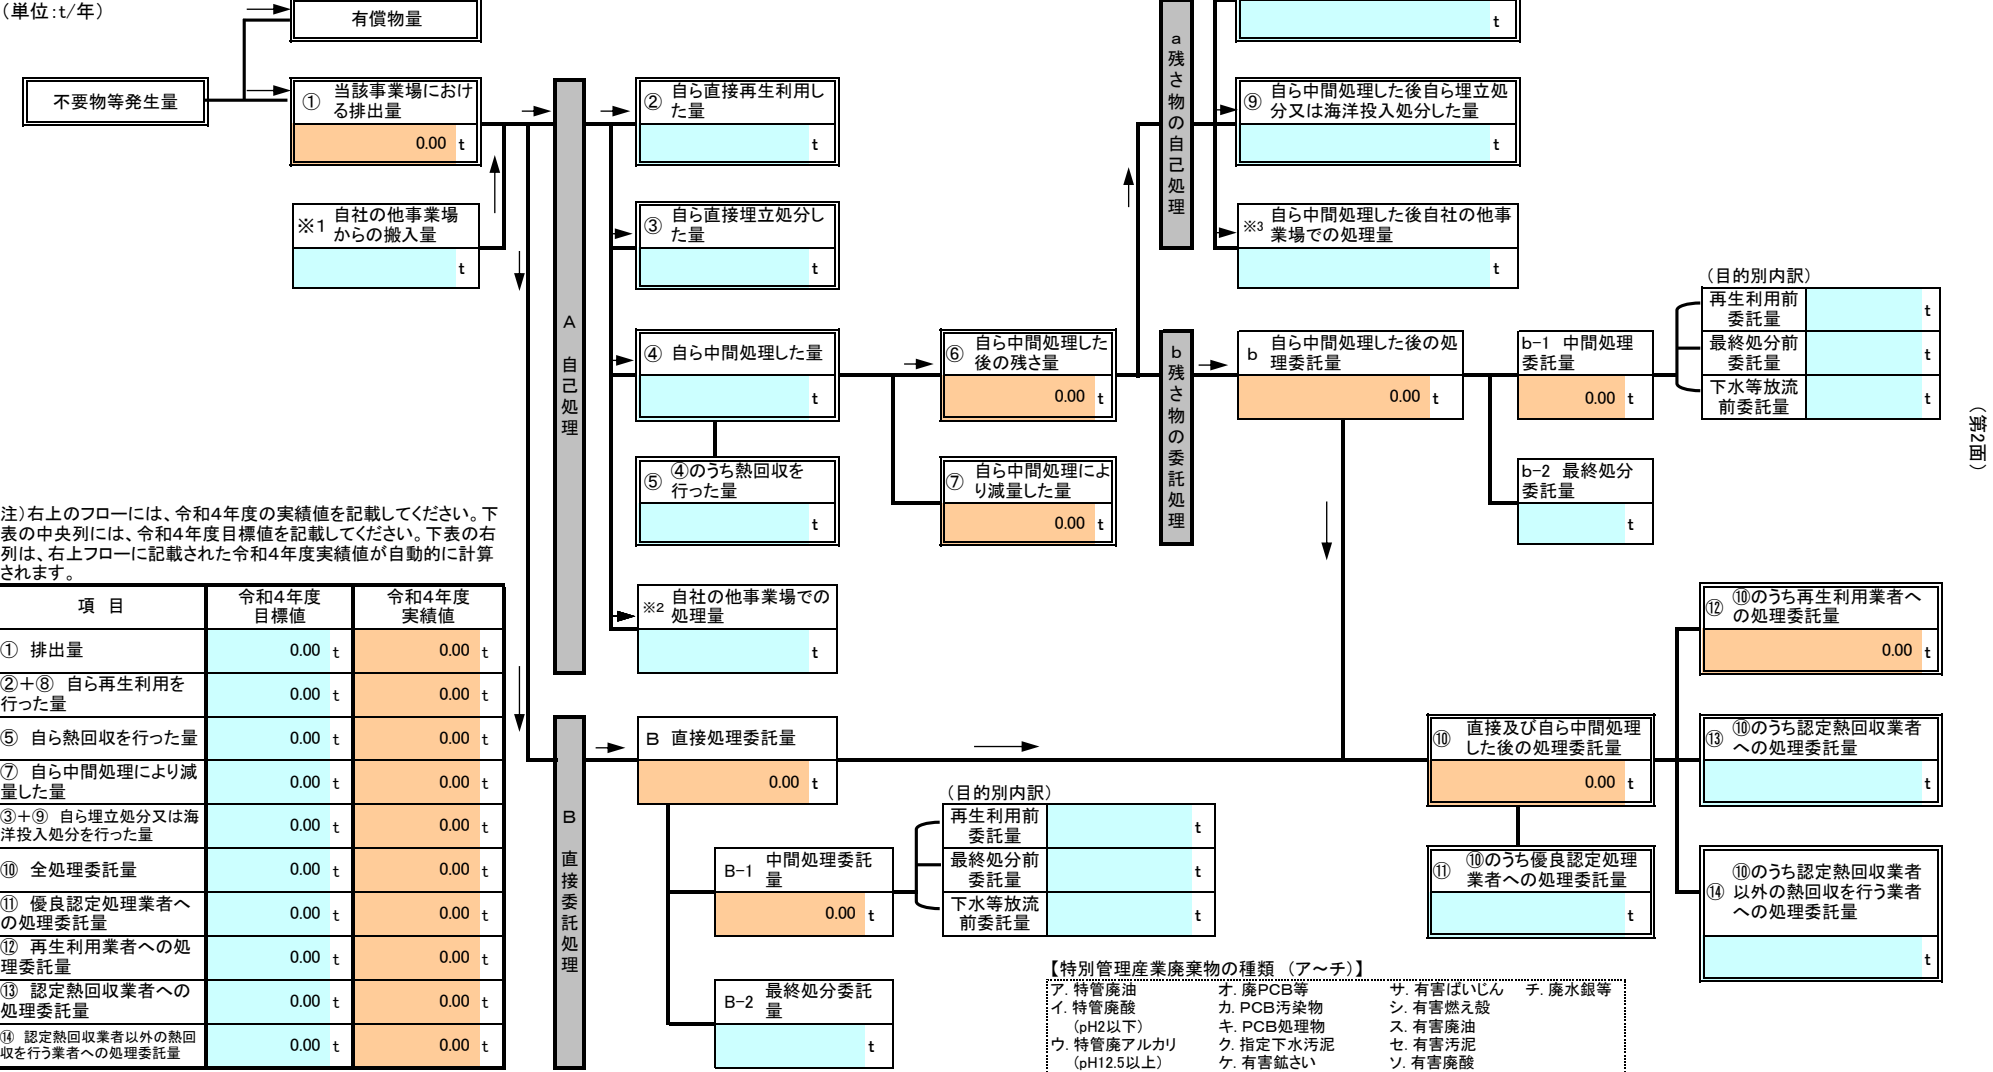 （単位:t/年）
有償物量
不要物等発生量
①
当該事業場におけ
る排出量
0.00 t
※1
自社の他事業場
からの搬入量
t
A 自己処理
②
自ら直接再生利用し
た量
t
③
自ら直接埋立処分し
た量
t
④ 自ら中間処理した量
t
⑤
④のうち熱回収を
行った量
t
※2
自社の他事業場での
処理量
t
⑥
自ら中間処理した
後の残さ量
0.00 t
⑦
自ら中間処理によ
り減量した量
0.00 t
a残さ物の自己処理
t
⑨
自ら中間処理した後自ら埋立処
分又は海洋投入処分した量
t
※3
自ら中間処理した後自社の他事
業場での処理量
t
b残さ物の委託処理
b
自ら中間処理した後の処
理委託量
0.00 t
b-1 中間処理
委託量
0.00 t
b-2 最終処分
委託量
t
（目的別内訳）
再生利用前
委託量
t
最終処分前
委託量
t
下水等放流
前委託量
t
（第2面）
注）右上のフローには、令和4年度の実績値を記載してください。下
表の中央列には、令和4年度目標値を記載してください。下表の右
列は、右上フローに記載された令和4年度実績値が自動的に計算
されます。
項 目
令和4年度
目標値
令和4年度
実績値
① 排出量
0.00 t 0.00 t
②＋⑧ 自ら再生利用を
行った量
0.00 t 0.00 t
⑤ 自ら熱回収を行った量
0.00 t 0.00 t
⑦ 自ら中間処理により減
量した量
0.00 t 0.00 t
③＋⑨ 自ら埋立処分又は海
洋投入処分を行った量
0.00 t 0.00 t
⑩ 全処理委託量
0.00 t 0.00 t
⑪ 優良認定処理業者へ
の処理委託量
0.00 t 0.00 t
⑫ 再生利用業者への処
理委託量
0.00 t 0.00 t
⑬ 認定熱回収業者への
処理委託量
0.00 t 0.00 t
⑭ 認定熱回収業者以外の熱回
収を行う業者への処理委託量
0.00 t 0.00 t
B 直接委託処理
B 直接処理委託量
0.00 t
B-1
中間処理委託
量
0.00 t
B-2
最終処分委託
量
t
（目的別内訳）
再生利用前
委託量
t
最終処分前
委託量
t
下水等放流
前委託量
t
⑩
直接及び自ら中間処理
した後の処理委託量
0.00 t
⑪
⑩のうち優良認定処理
業者への処理委託量
t
⑫
⑩のうち再生利用業者へ
の処理委託量
0.00 t
⑬
⑩のうち認定熱回収業者
への処理委託量
t
⑭
⑩のうち認定熱回収業者
以外の熱回収を行う業者
への処理委託量
t
【特別管理産業廃棄物の種類 （ア～チ）】
ア. 特管廃油 オ. 廃PCB等 サ. 有害ばいじん チ. 廃水銀等
イ. 特管廃酸 カ. PCB汚染物 シ. 有害燃え殻
（pH2以下） キ. PCB処理物 ス. 有害廃油
ウ. 特管廃アルカリ ク. 指定下水汚泥 セ. 有害汚泥
（pH12.5以上） ケ. 有害鉱さい ソ. 有害廃酸